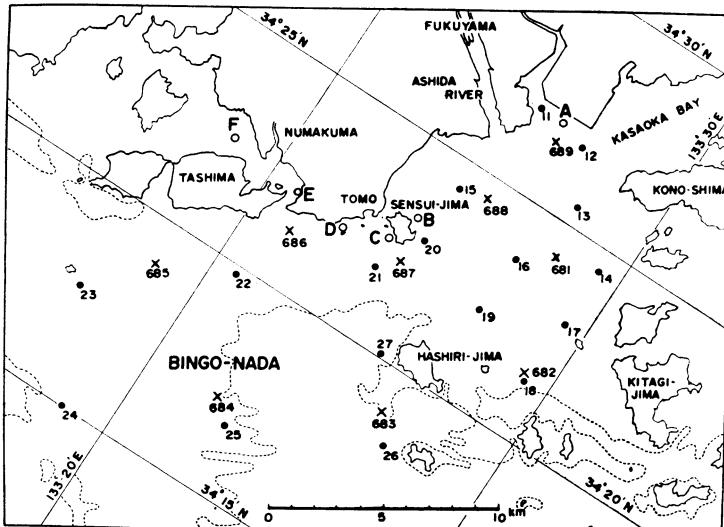 34°25'N
FUKUYAMA
34°30'N
ASHIDA
RIVER
11
A
KASAOKA BAY
F
NUMAKUMA
689
12
133°30'E
TASHIMA
E
TOMO
15
SENSUI-JIMA
688
13
KONO-SHIMA
D
B
C
686
20
16
681
14
685
687
22
21
23
19
17
27
HASHIRI-JIMA
BINGO-NADA
682
18
KITAGI-
JIMA
684
683
24
25
26
133°20'E
34°15'N
34°20'N
0
5
10
km